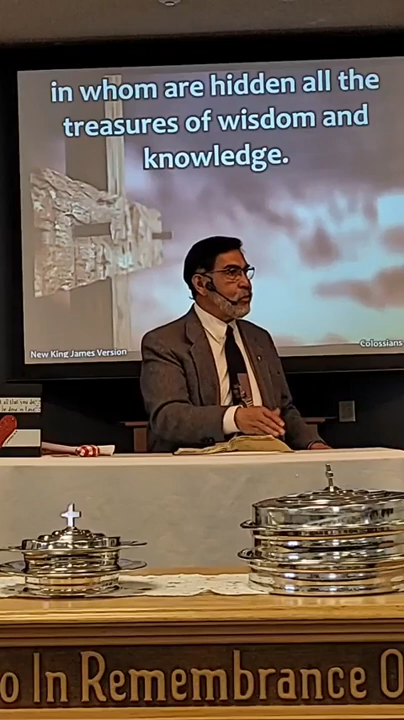 in whom are hidden all the
treasures of wisdom and
knowledge.
New King James Version
Colossians
o In Remembrance O